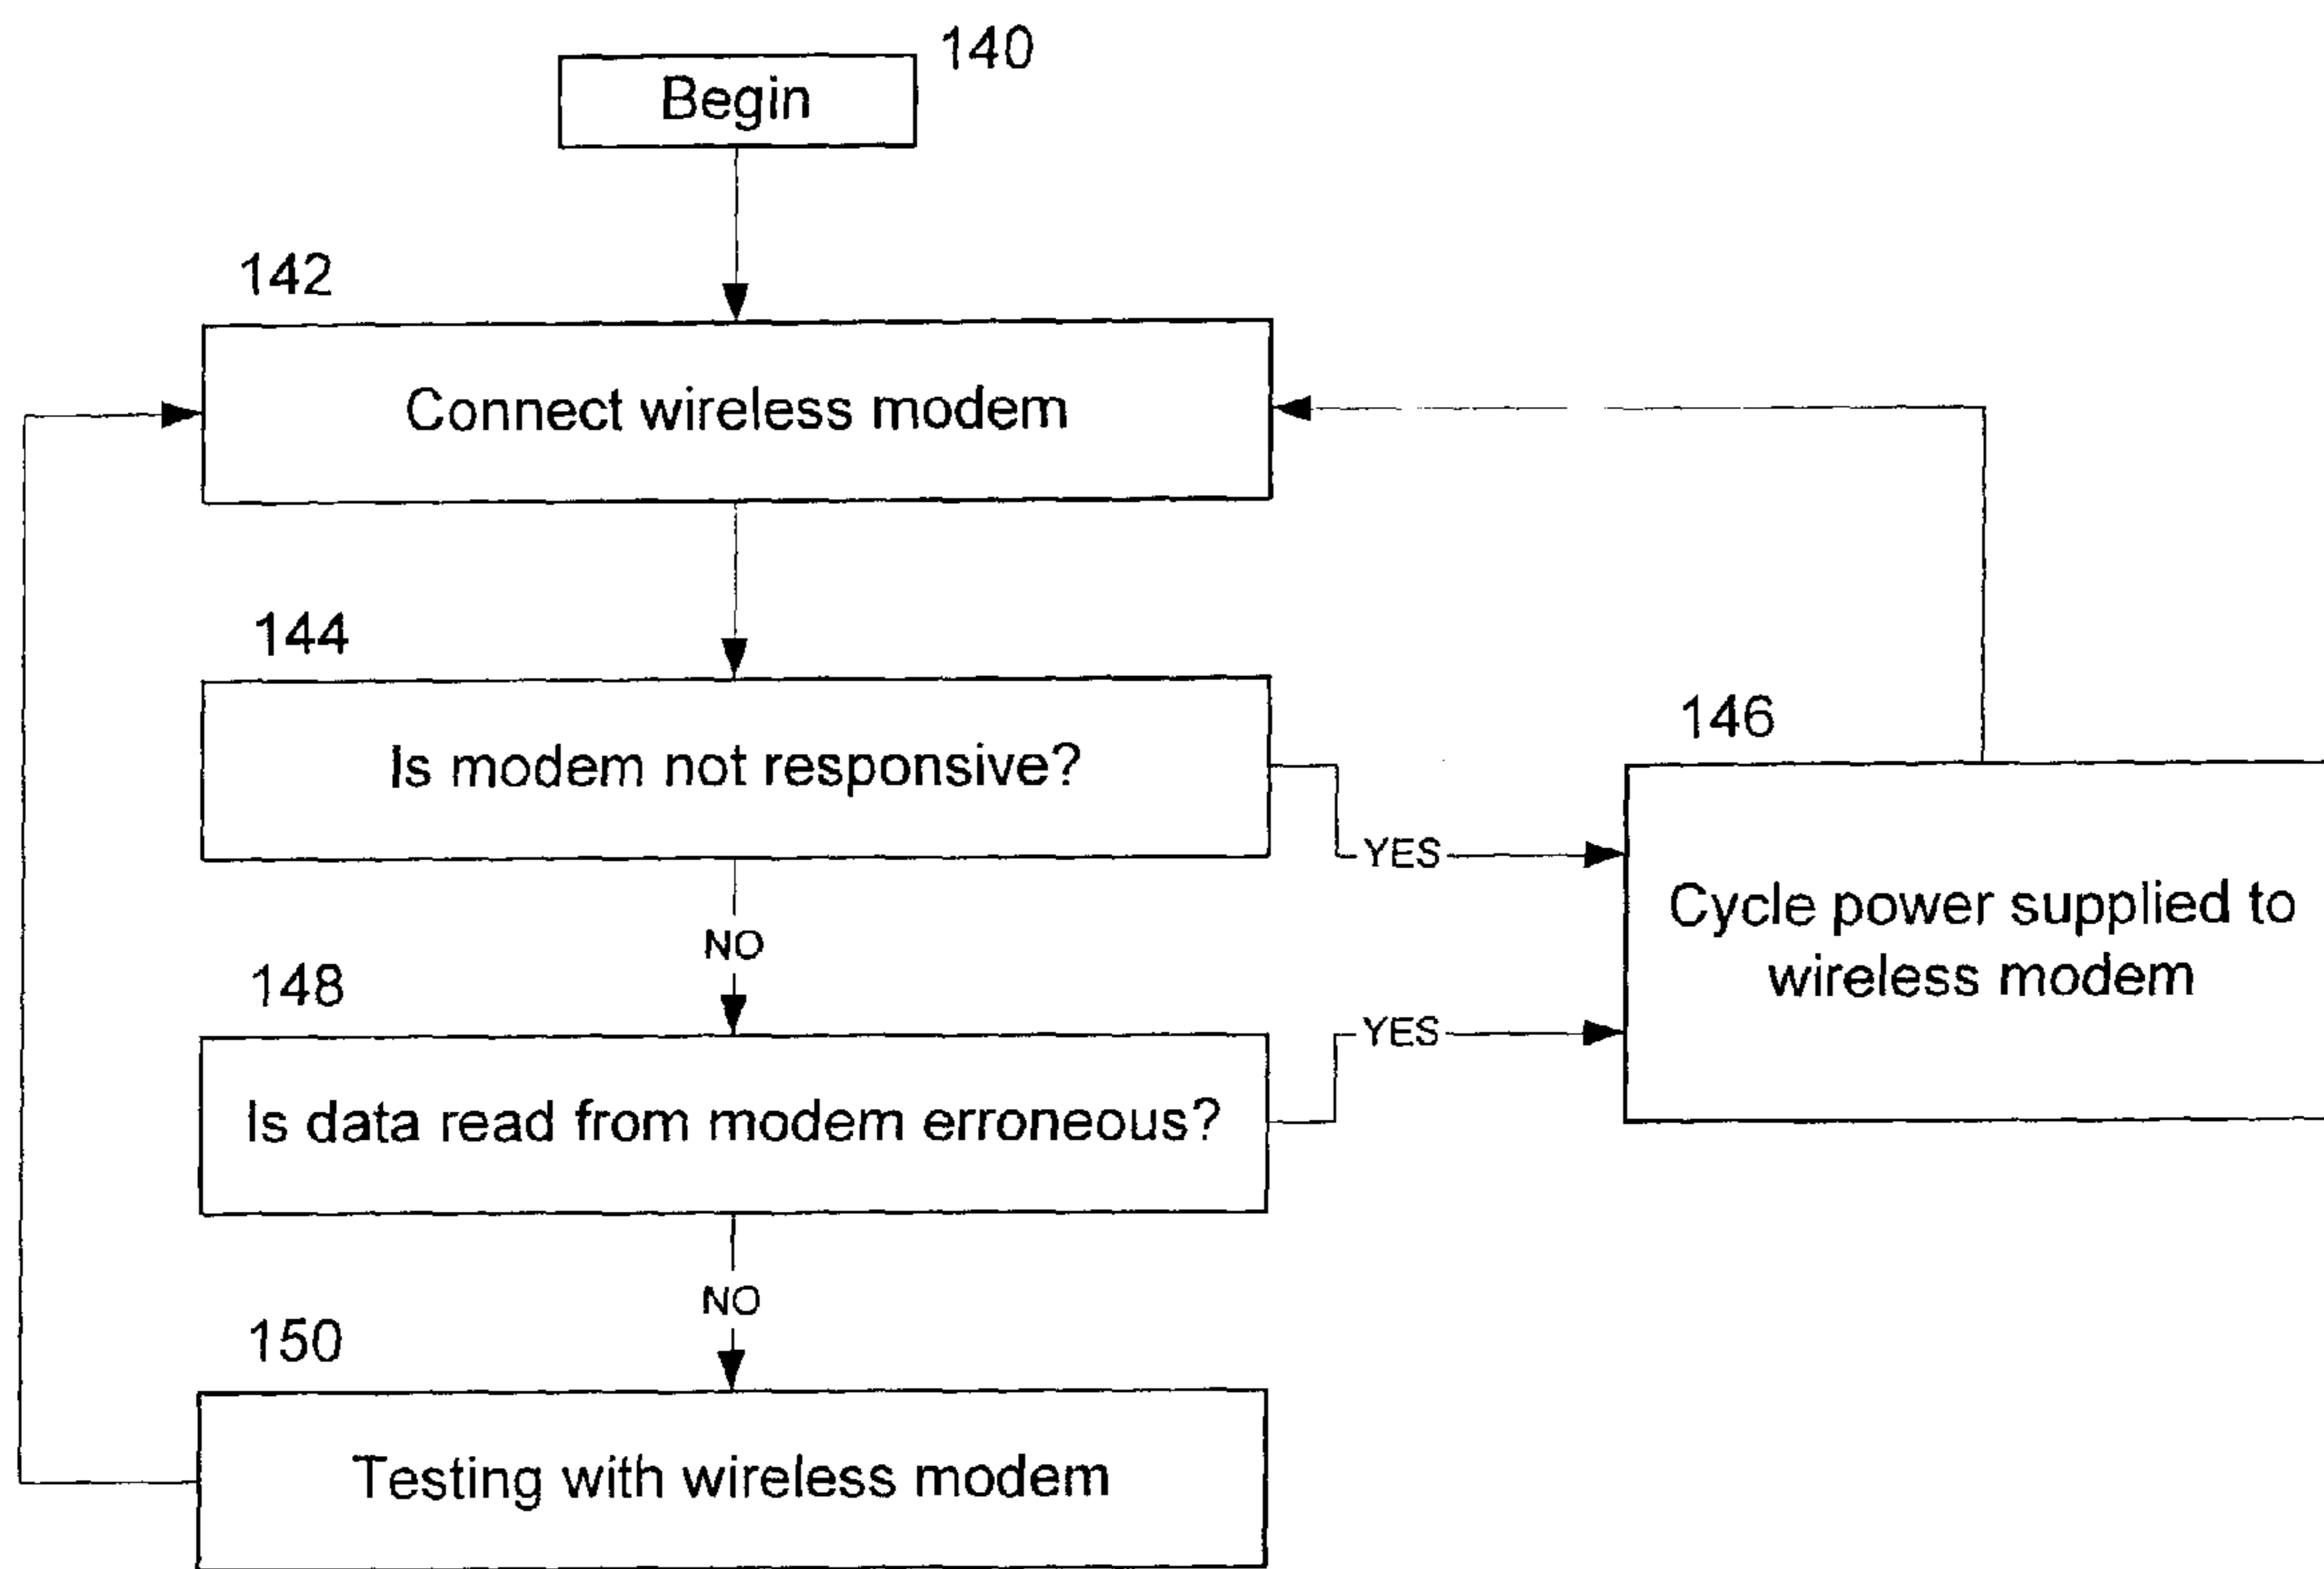 140
Begin
142
Connect wireless modem
144
Is modem not responsive?
146
YES
Cycle power supplied to
wireless modem
NO
148
YES
Is data read from modem erroneous?
NO
150
Testing with wireless modem